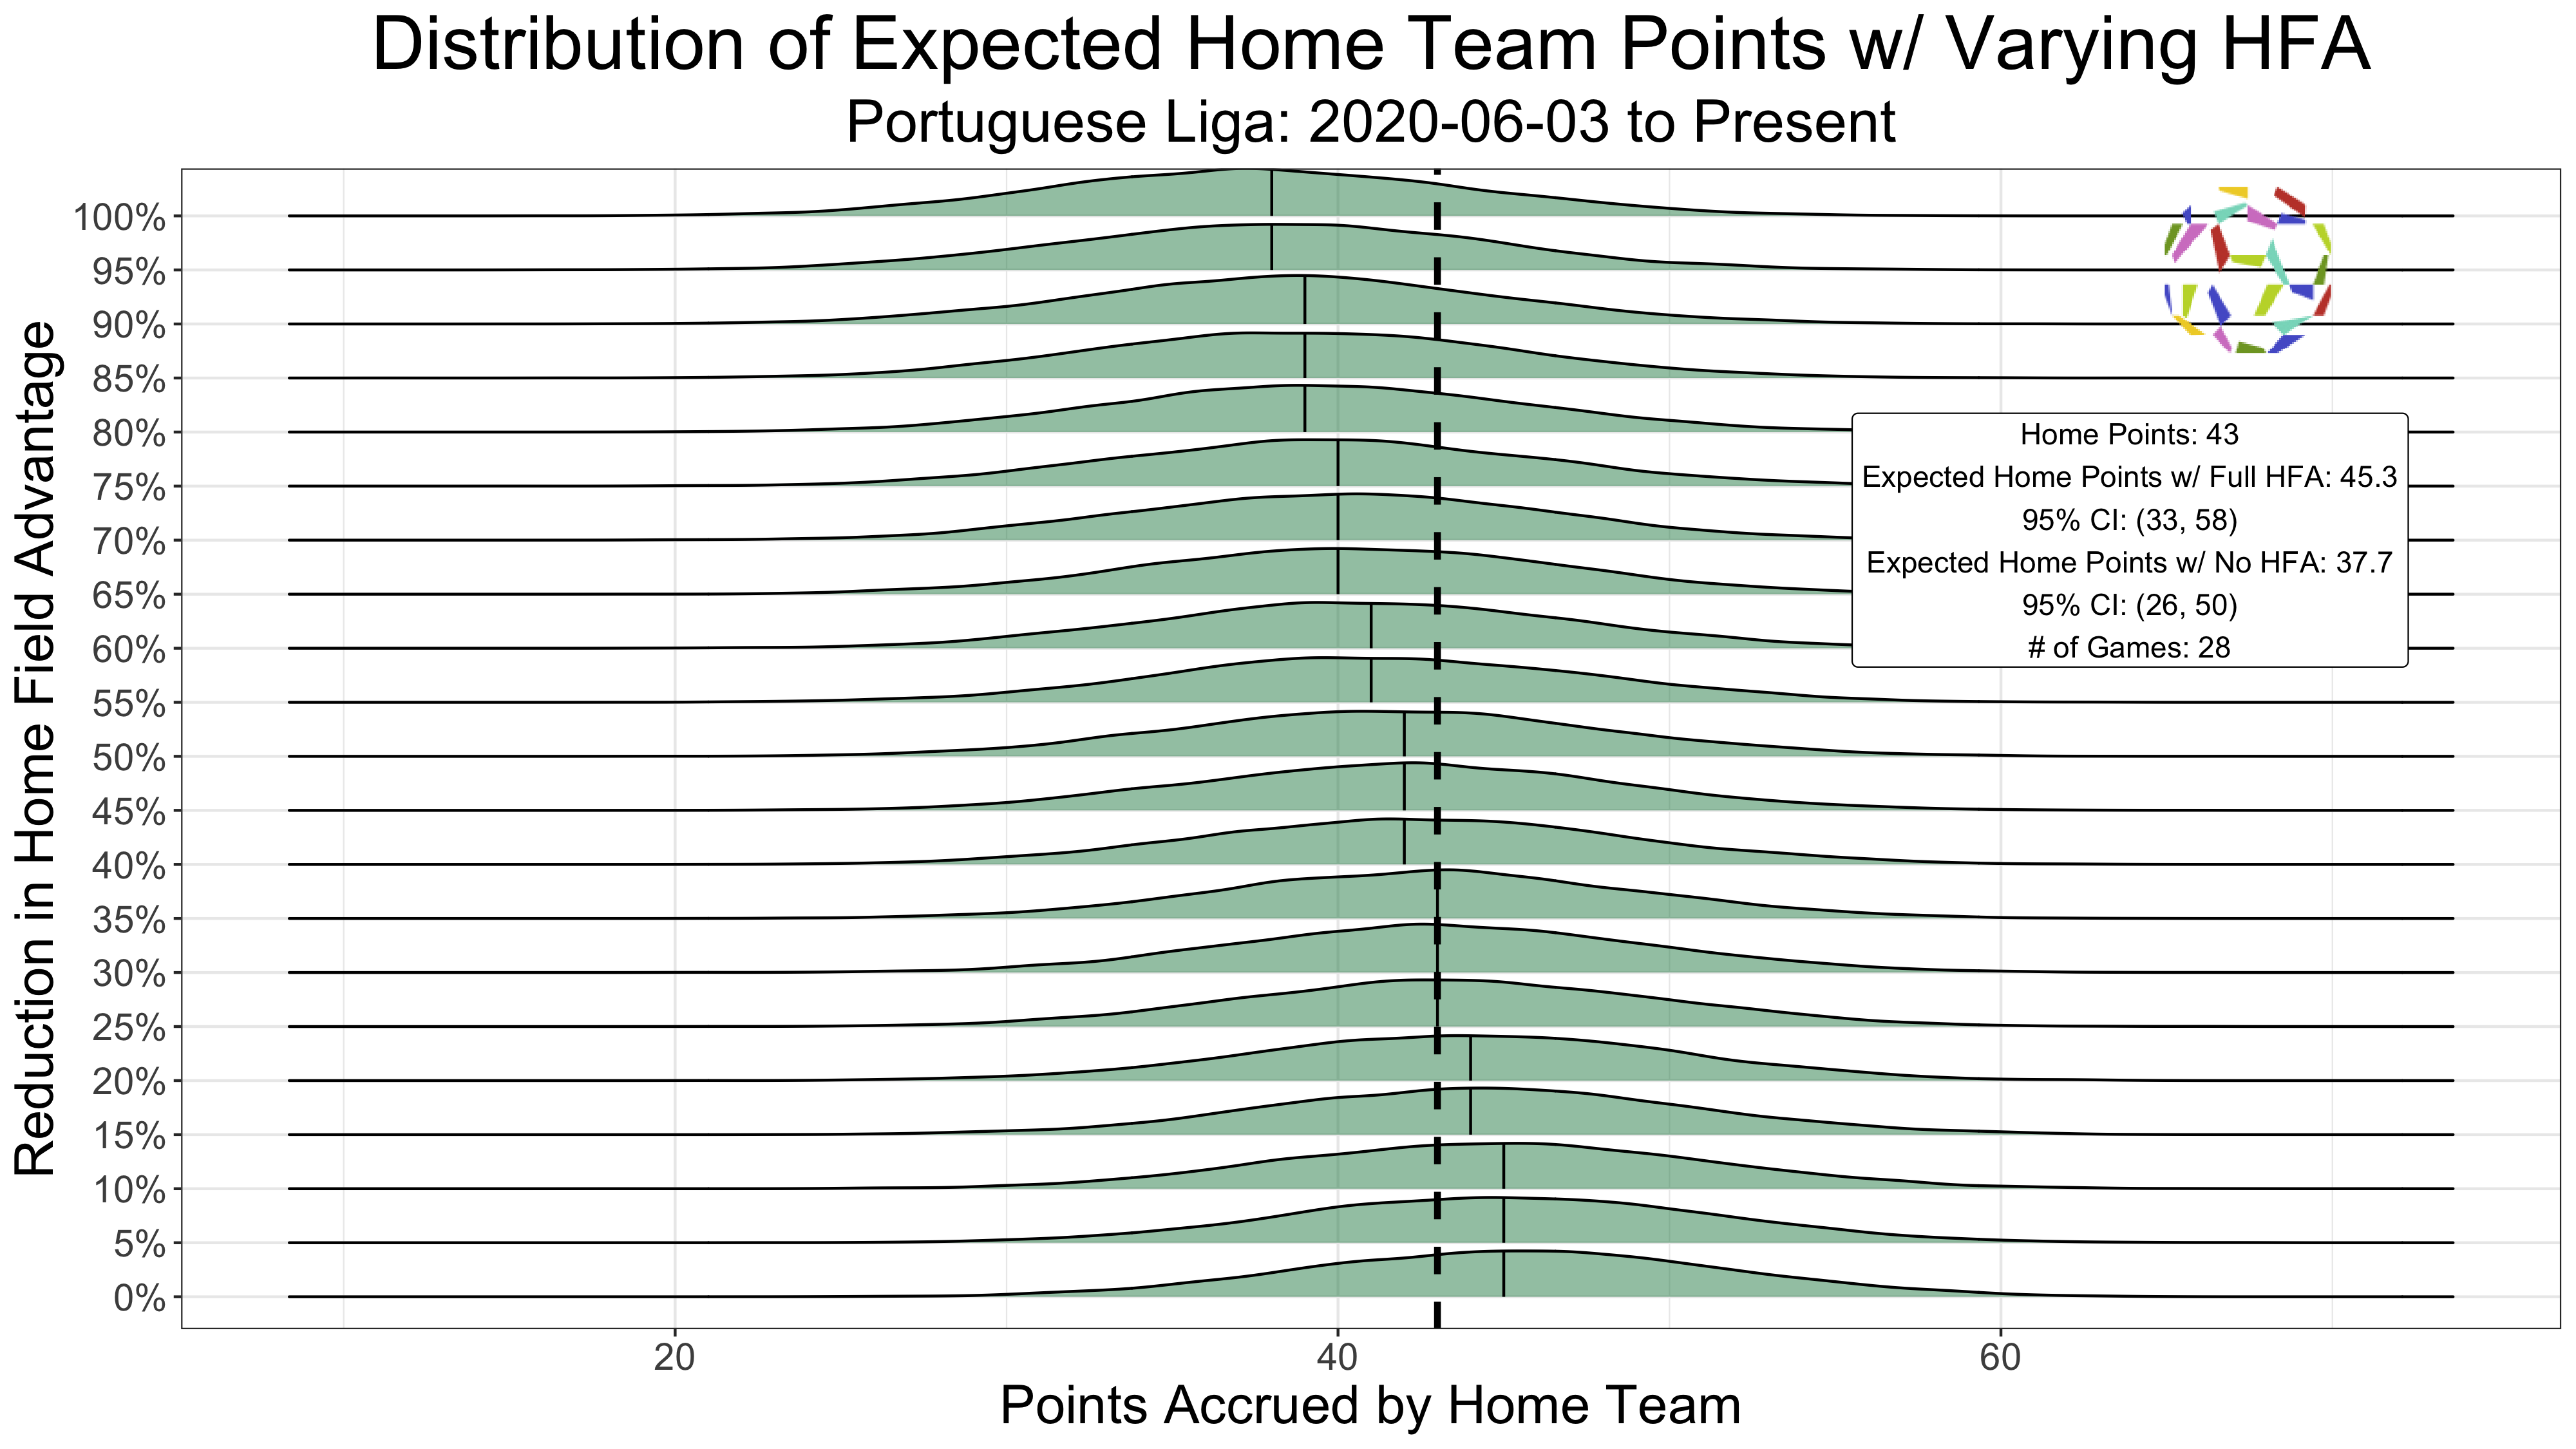 Distribution of Expected Home Team Points w/ Varying HFA
Portuguese Liga: 2020-06-03 to Present
Reduction in Home Field Advantage
100%
95%
90%
85%
80%
75%
70%
65%
60%
55%
50%
45%
40%
35%
30%
25%
20%
15%
10%
5%
0%
Home Points: 43
Expected Home Points w/ Full HFA: 45.3
95% CI: (33, 58)
Expected Home Points w/ No HFA: 37.7
95% CI: (26, 50)
# of Games: 28
20 40 60
Points Accrued by Home Team